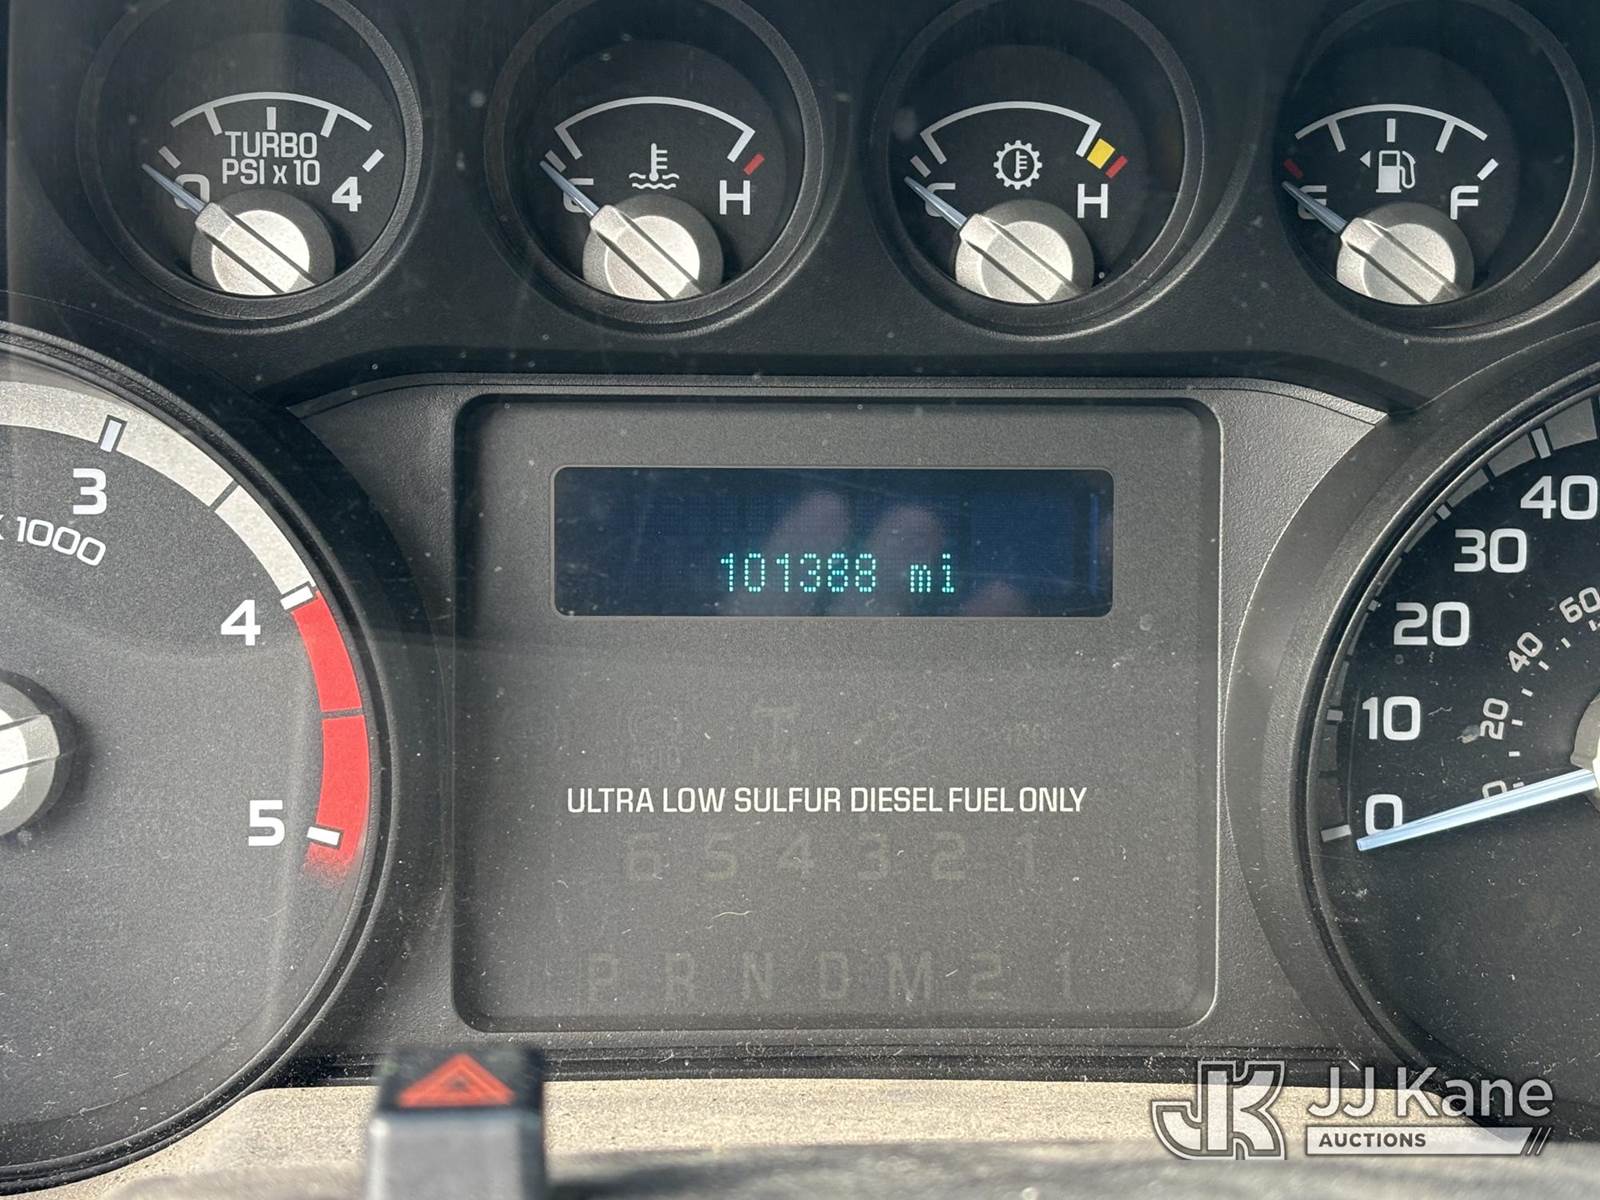 TURBO
PSI x 10
0 4
C H
C H
E F
3
x 1000
4
5
101388 mi
ULTRA LOW SULFUR DIESEL FUEL ONLY
6 5 4 3 2 1
P R N D M 2 1
40
30
20
10
0
60
40
20
0
JJ Kane
AUCTIONS